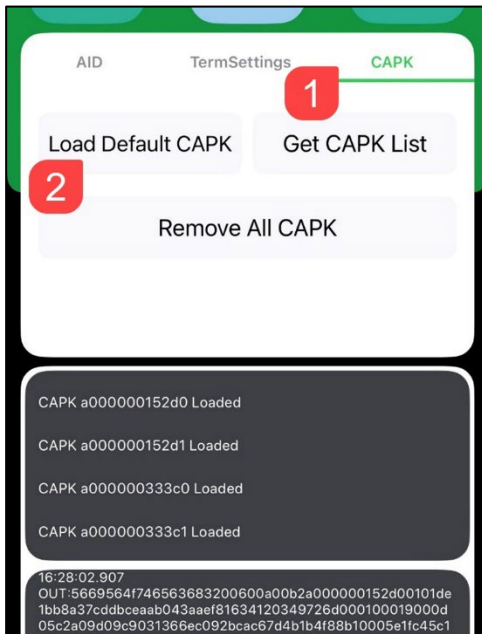 AID TermSettings CAPK
1
Load Default CAPK Get CAPK List
2
Remove All CAPK
CAPK a000000152d0 Loaded
CAPK a000000152d1 Loaded
CAPK a000000333c0 Loaded
CAPK a000000333c1 Loaded
16:28:02.907
OUT:5669564f746563683200600a00b2a000000152d00101de
1bb8a37cddbceaab043aaef81634120349726d000100019000d
05c2a09d09c9031366ec092bcac67d4b1b4f88b10005e1fc45c1